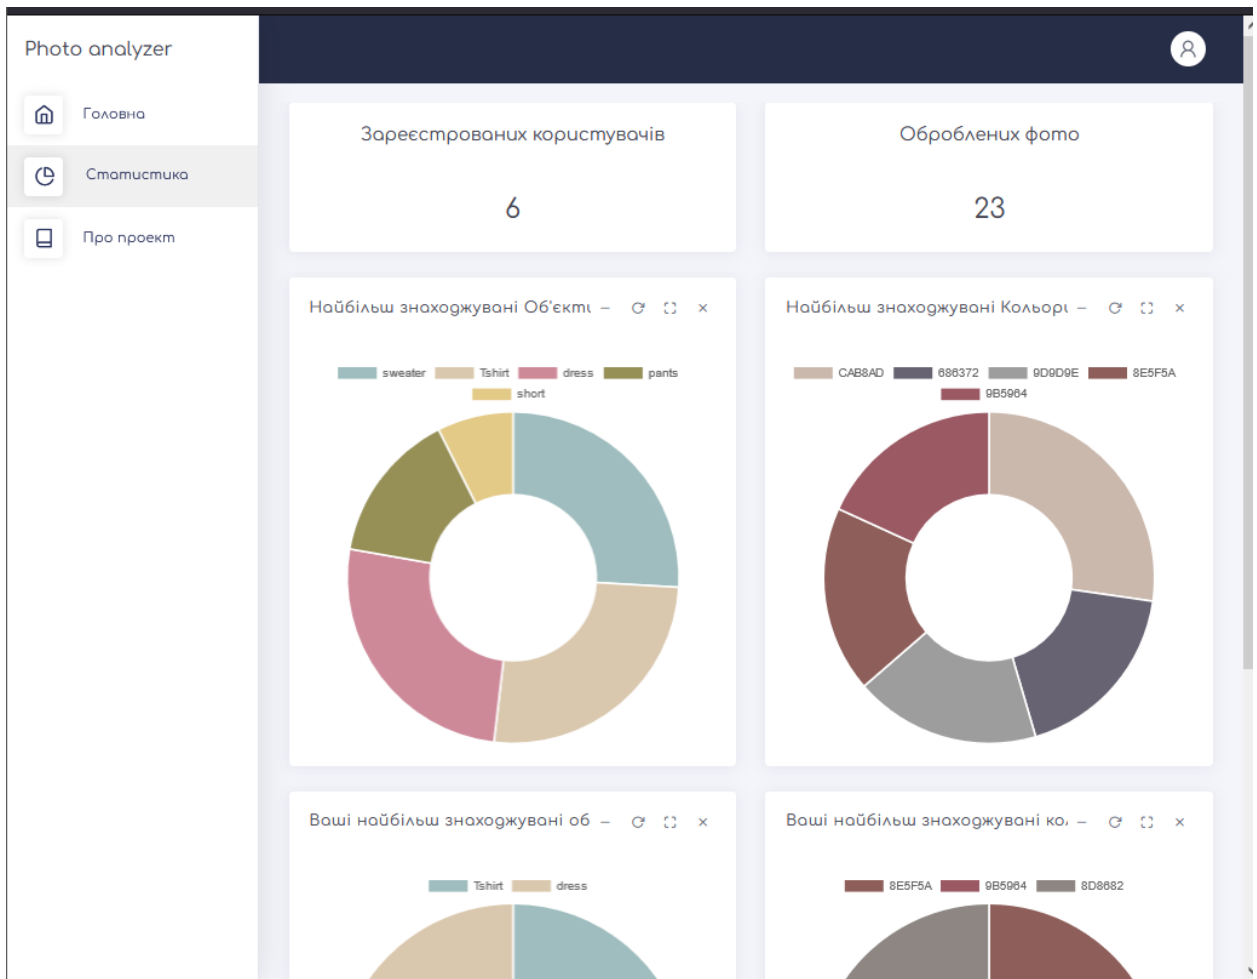 Photo analyzer
Головна
Статистика
Про проект
Зареєстрованих користувачів
6
Оброблених фото
23
Найбільш знаходжувані Об'єкти
sweater Tshirt dress pants
short
Найбільш знаходжувані Кольори
CAB8AD 686372 9D9D9E 8E5F5A
9B5964
Ваші найбільш знаходжувані об
Tshirt dress
Ваші найбільш знаходжувані кол
8E5F5A 9B5964 8D8682